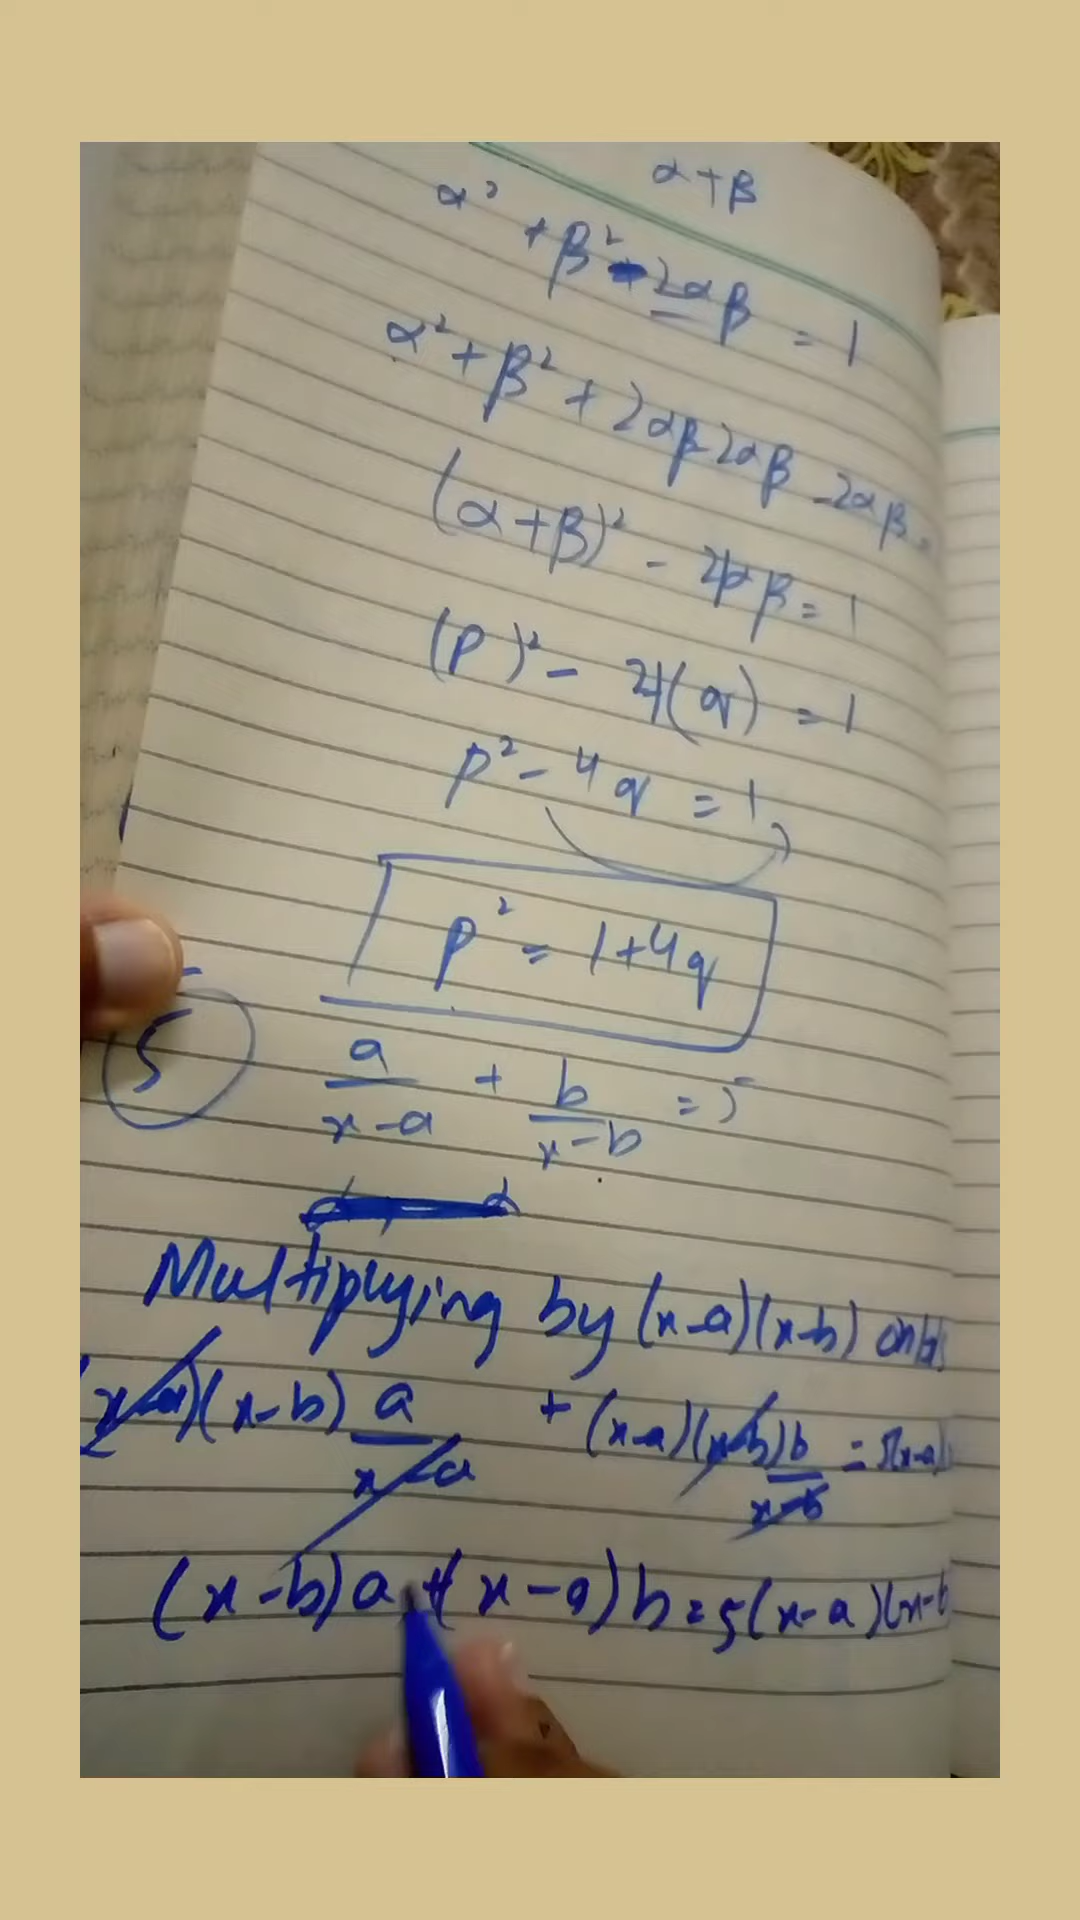 α+β
α² + β² - 2αβ = 1
α² + β² + 2αβ - 2αβ - 2αβ =
(α+β)² - 4αβ = 1
(P)² - 4(q) = 1
P² - 4q = 1
P² = 1+4q
5 a/(x-a) + b/(x-b) = 5
Multiplying by (x-a)(x-b) on b
(x-a)(x-b) a/(x-a) + (x-a)(x-b) b/(x-b) = 5(x-a)
(x-b)a + (x-a)b = 5(x-a)(x-b